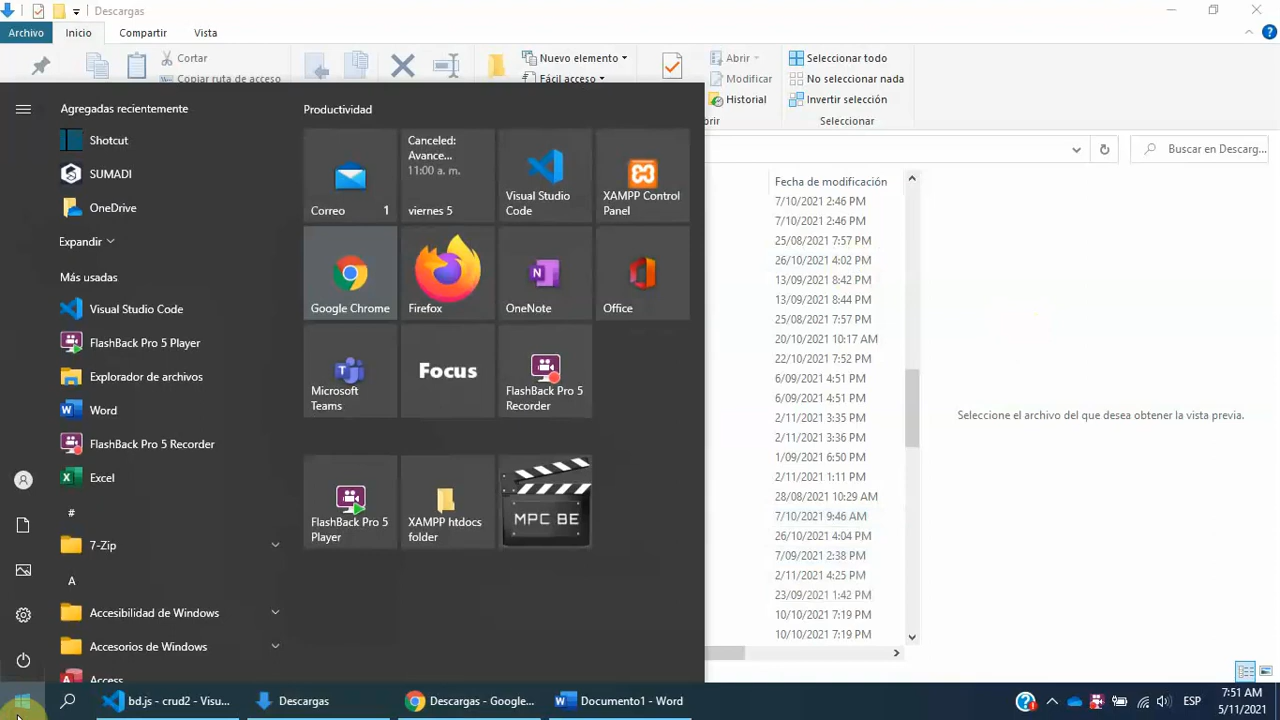 Descargas
Archivo
Inicio
Compartir
Vista
Cortar
Copiar ruta de acceso
Nuevo elemento
Fácil acceso
Abrir
Modificar
Historial
Seleccionar todo
No seleccionar nada
Invertir selección
Seleccionar
Buscar en Descarg...
Agregadas recientemente
Shotcut
SUMADI
OneDrive
Expandir
Más usadas
Visual Studio Code
FlashBack Pro 5 Player
Explorador de archivos
Word
FlashBack Pro 5 Recorder
Excel
#
7-Zip
A
Accesibilidad de Windows
Accesorios de Windows
Access
Productividad
Correo 1
Canceled:
Avance...
11:00 a. m.
viernes 5
Visual Studio
Code
XAMPP Control
Panel
Google Chrome
Firefox
OneNote
Office
Microsoft
Teams
Focus
FlashBack Pro 5
Recorder
FlashBack Pro 5
Player
XAMPP htdocs
folder
MPC BE
Fecha de modificación
7/10/2021 2:46 PM
7/10/2021 2:46 PM
25/08/2021 7:57 PM
26/10/2021 4:02 PM
13/09/2021 8:42 PM
13/09/2021 8:44 PM
25/08/2021 7:57 PM
20/10/2021 10:17 AM
22/10/2021 7:52 PM
6/09/2021 4:51 PM
6/09/2021 4:51 PM
2/11/2021 3:35 PM
2/11/2021 3:36 PM
1/09/2021 6:50 PM
2/11/2021 1:11 PM
28/08/2021 10:29 AM
7/10/2021 9:46 AM
26/10/2021 4:04 PM
7/09/2021 2:38 PM
2/11/2021 4:25 PM
23/09/2021 1:42 PM
10/10/2021 7:19 PM
10/10/2021 7:19 PM
Seleccione el archivo del que desea obtener la vista previa.
bd.js - crud2 - Visu...
Descargas
Descargas - Google...
Documento1 - Word
ESP
7:51 AM
5/11/2021